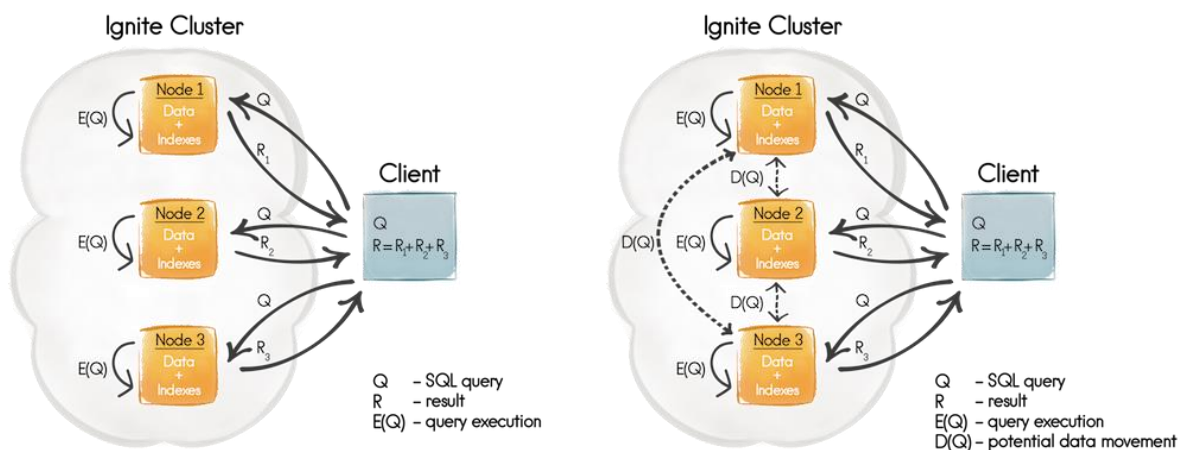 Ignite Cluster
Node 1
Data
+
Indexes
E(Q)
Q
R₁
Client
Node 2
Data
+
Indexes
E(Q)
Q
R₂
Q
R=R₁+R₂+R₃
Node 3
Data
+
Indexes
E(Q)
Q
R₃
Q – SQL query
R – result
E(Q) – query execution
Ignite Cluster
Node 1
Data
+
Indexes
E(Q)
Q
R₁
D(Q)
Client
Node 2
Data
+
Indexes
D(Q)
E(Q)
Q
R₂
Q
R=R₁+R₂+R₃
D(Q)
Node 3
Data
+
Indexes
E(Q)
Q
R₃
Q – SQL query
R – result
E(Q) – query execution
D(Q) – potential data movement